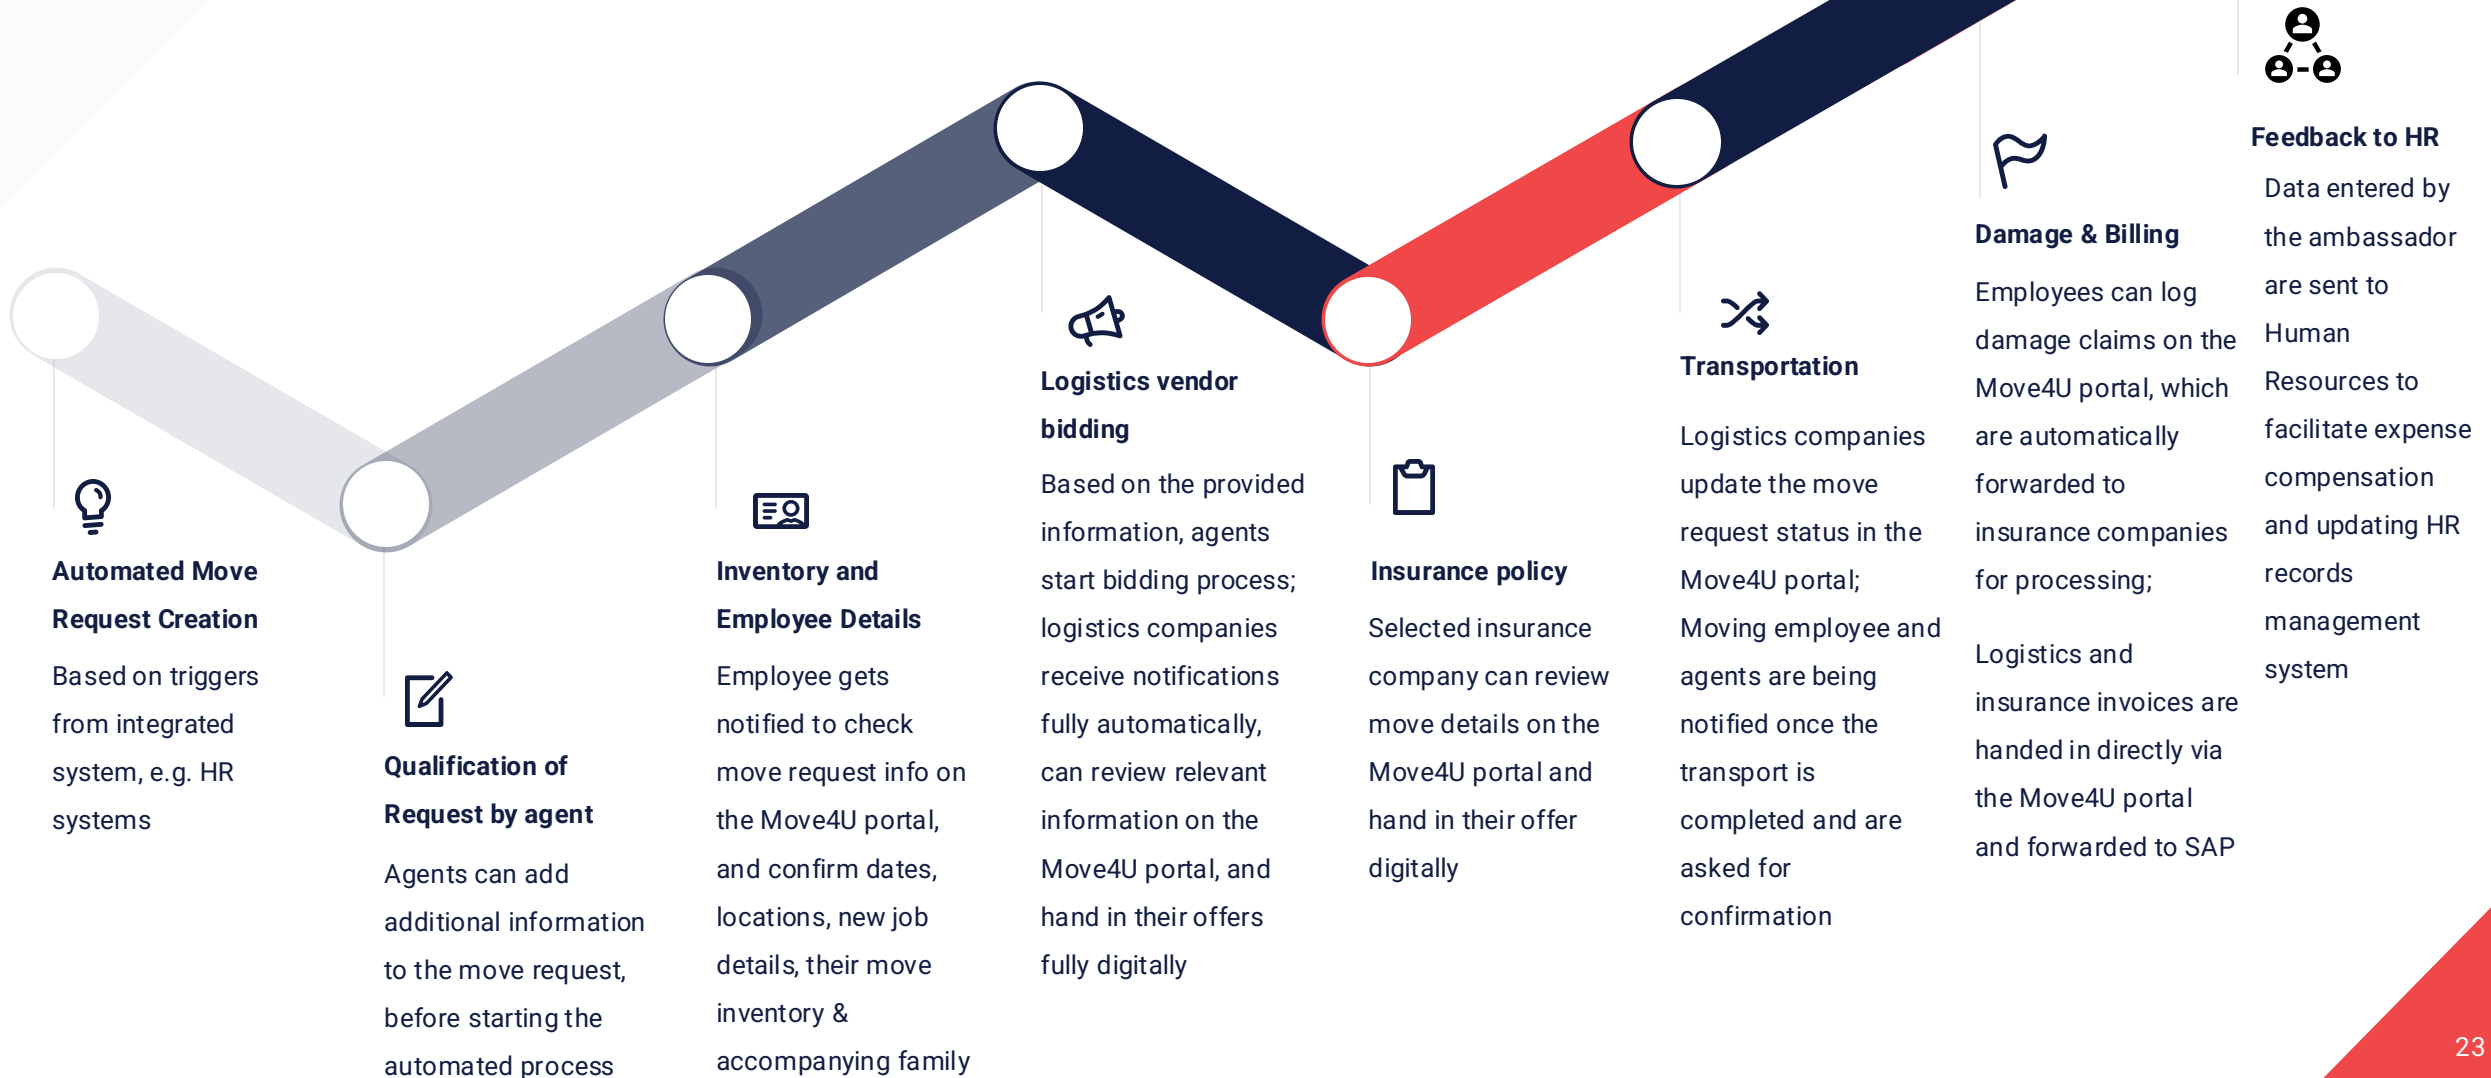 Automated Move
Request Creation
Based on triggers
from integrated
system, e.g. HR
systems
Qualification of
Request by agent
Agents can add
additional information
to the move request,
before starting the
automated process
Inventory and
Employee Details
Employee gets
notified to check
move request info on
the Move4U portal,
and confirm dates,
locations, new job
details, their move
inventory &
accompanying family
Logistics vendor
bidding
Based on the provided
information, agents
start bidding process;
logistics companies
receive notifications
fully automatically,
can review relevant
information on the
Move4U portal, and
hand in their offers
fully digitally
Insurance policy
Selected insurance
company can review
move details on the
Move4U portal and
hand in their offer
digitally
Transportation
Logistics companies
update the move
request status in the
Move4U portal;
Moving employee and
agents are being
notified once the
transport is
completed and are
asked for
confirmation
Damage & Billing
Employees can log
damage claims on the
Move4U portal, which
are automatically
forwarded to
insurance companies
for processing;
Logistics and
insurance invoices are
handed in directly via
the Move4U portal
and forwarded to SAP
Feedback to HR
Data entered by
the ambassador
are sent to
Human
Resources to
facilitate expense
compensation
and updating HR
records
management
system
23